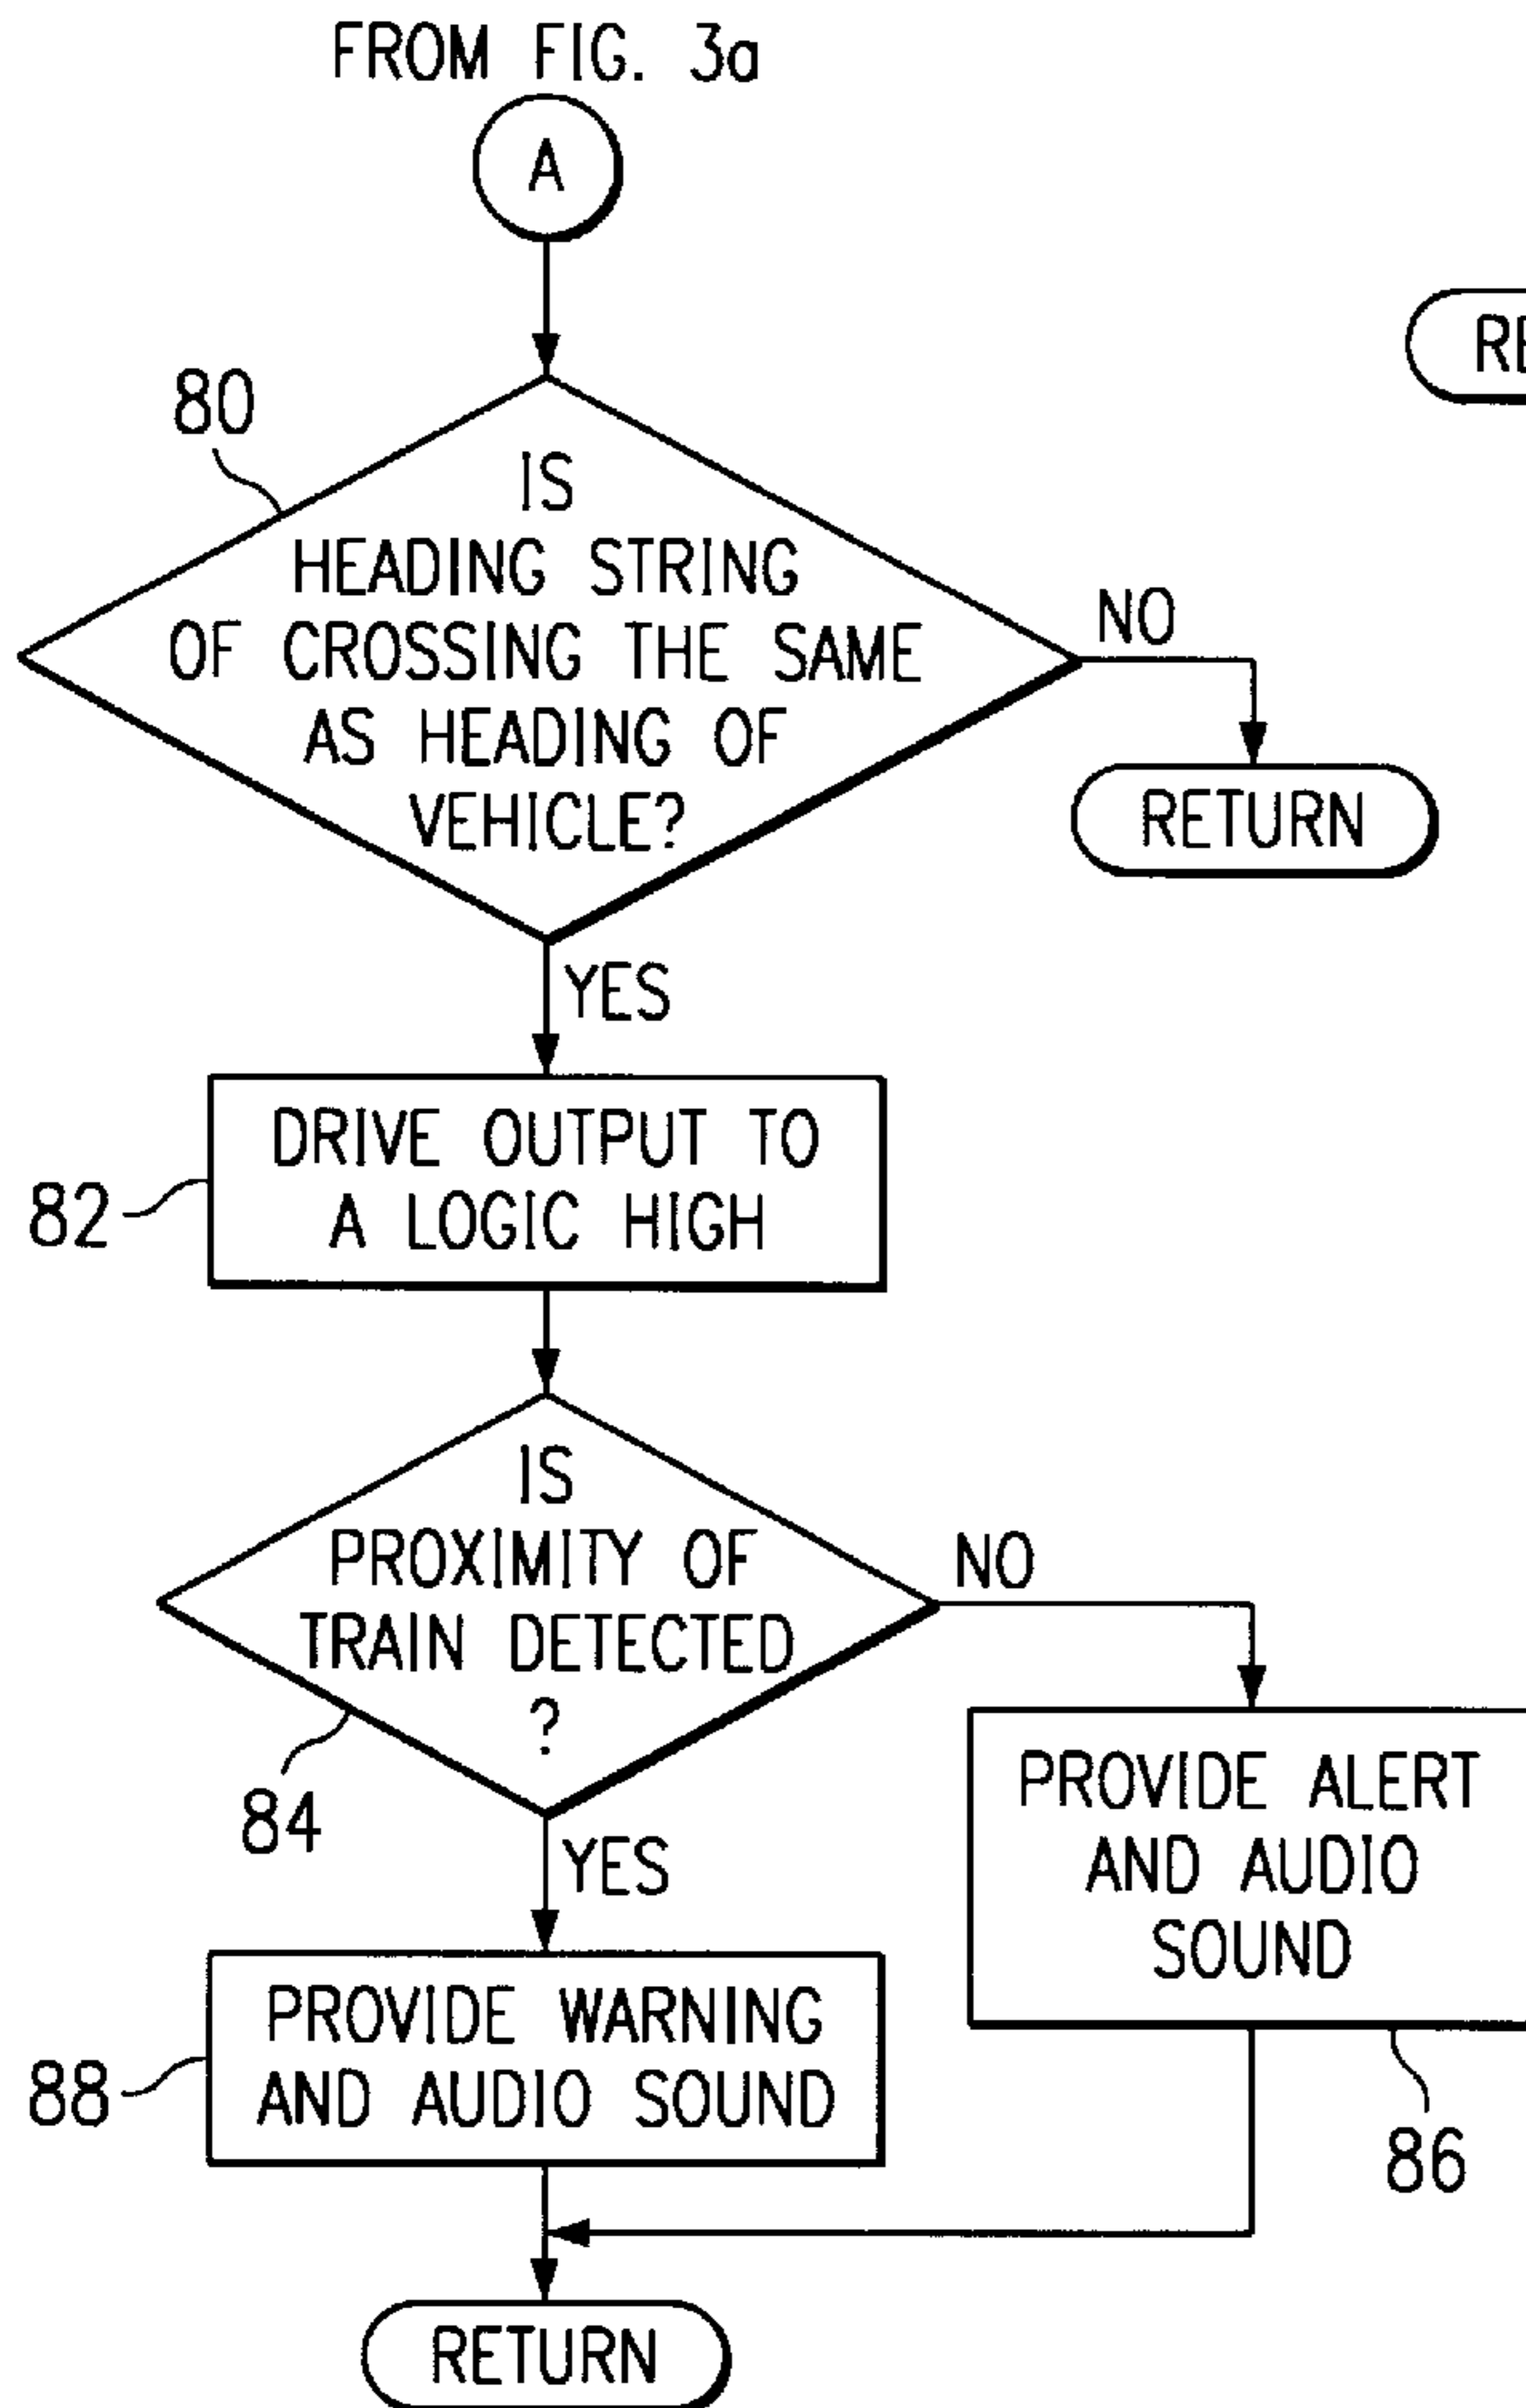 FROM FIG. 3a
A
80
IS
HEADING STRING
OF CROSSING THE SAME
AS HEADING OF
VEHICLE?
NO
RETURN
YES
DRIVE OUTPUT TO
A LOGIC HIGH
82
IS
PROXIMITY OF
TRAIN DETECTED
?
NO
84
YES
PROVIDE ALERT
AND AUDIO
SOUND
86
PROVIDE WARNING
AND AUDIO SOUND
88
RETURN